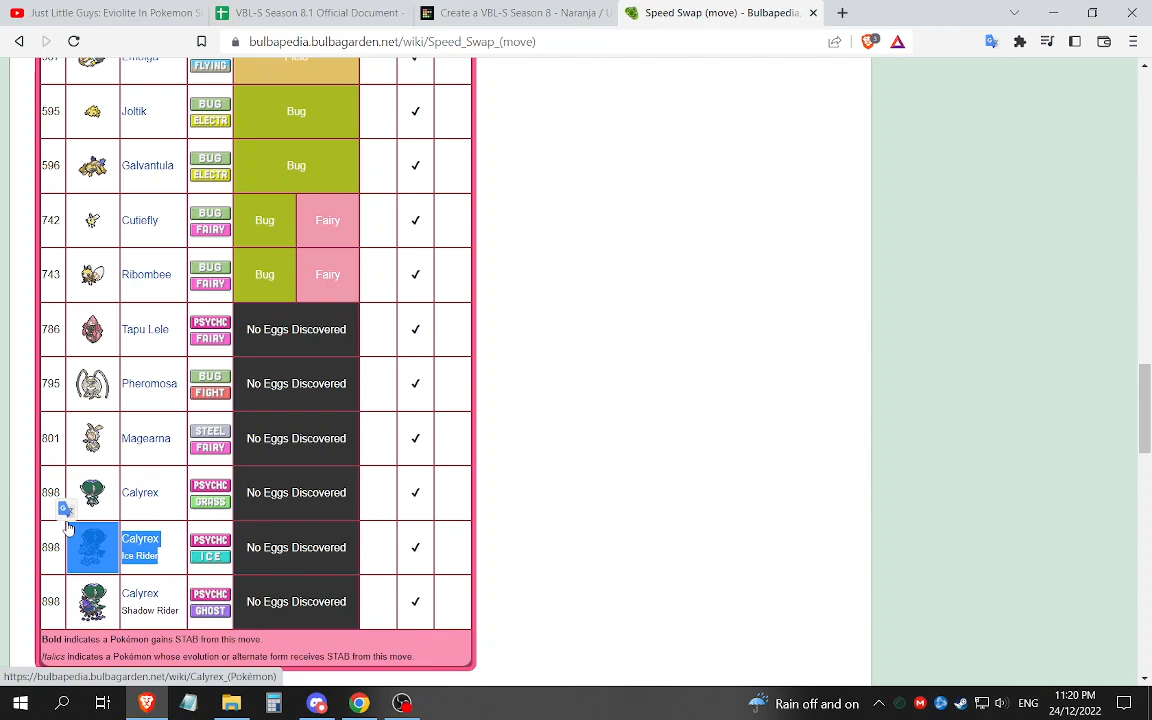 Just Little Guys: Eviolite In Pokemon S
VBL-S Season 8.1 Official Document -
Create a VBL-S Season 8 - Naranja / U
Speed Swap (move) - Bulbapedia,
bulbapedia.bulbagarden.net/wiki/Speed_Swap_(move)
3
FLYING
595 Joltik BUG ELECTR Bug ✓
596 Galvantula BUG ELECTR Bug ✓
742 Cutiefly BUG FAIRY Bug Fairy ✓
743 Ribombee BUG FAIRY Bug Fairy ✓
786 Tapu Lele PSYCHC FAIRY No Eggs Discovered ✓
795 Pheromosa BUG FIGHT No Eggs Discovered ✓
801 Magearna STEEL FAIRY No Eggs Discovered ✓
898 Calyrex PSYCHC GRASS No Eggs Discovered ✓
898 Calyrex Ice Rider PSYCHC ICE No Eggs Discovered ✓
898 Calyrex Shadow Rider PSYCHC GHOST No Eggs Discovered ✓
Bold indicates a Pokémon gains STAB from this move.
Italics indicates a Pokémon whose evolution or alternate form receives STAB from this move.
https://bulbapedia.bulbagarden.net/wiki/Calyrex_(Pokémon)
Rain off and on
ENG
11:20 PM
24/12/2022